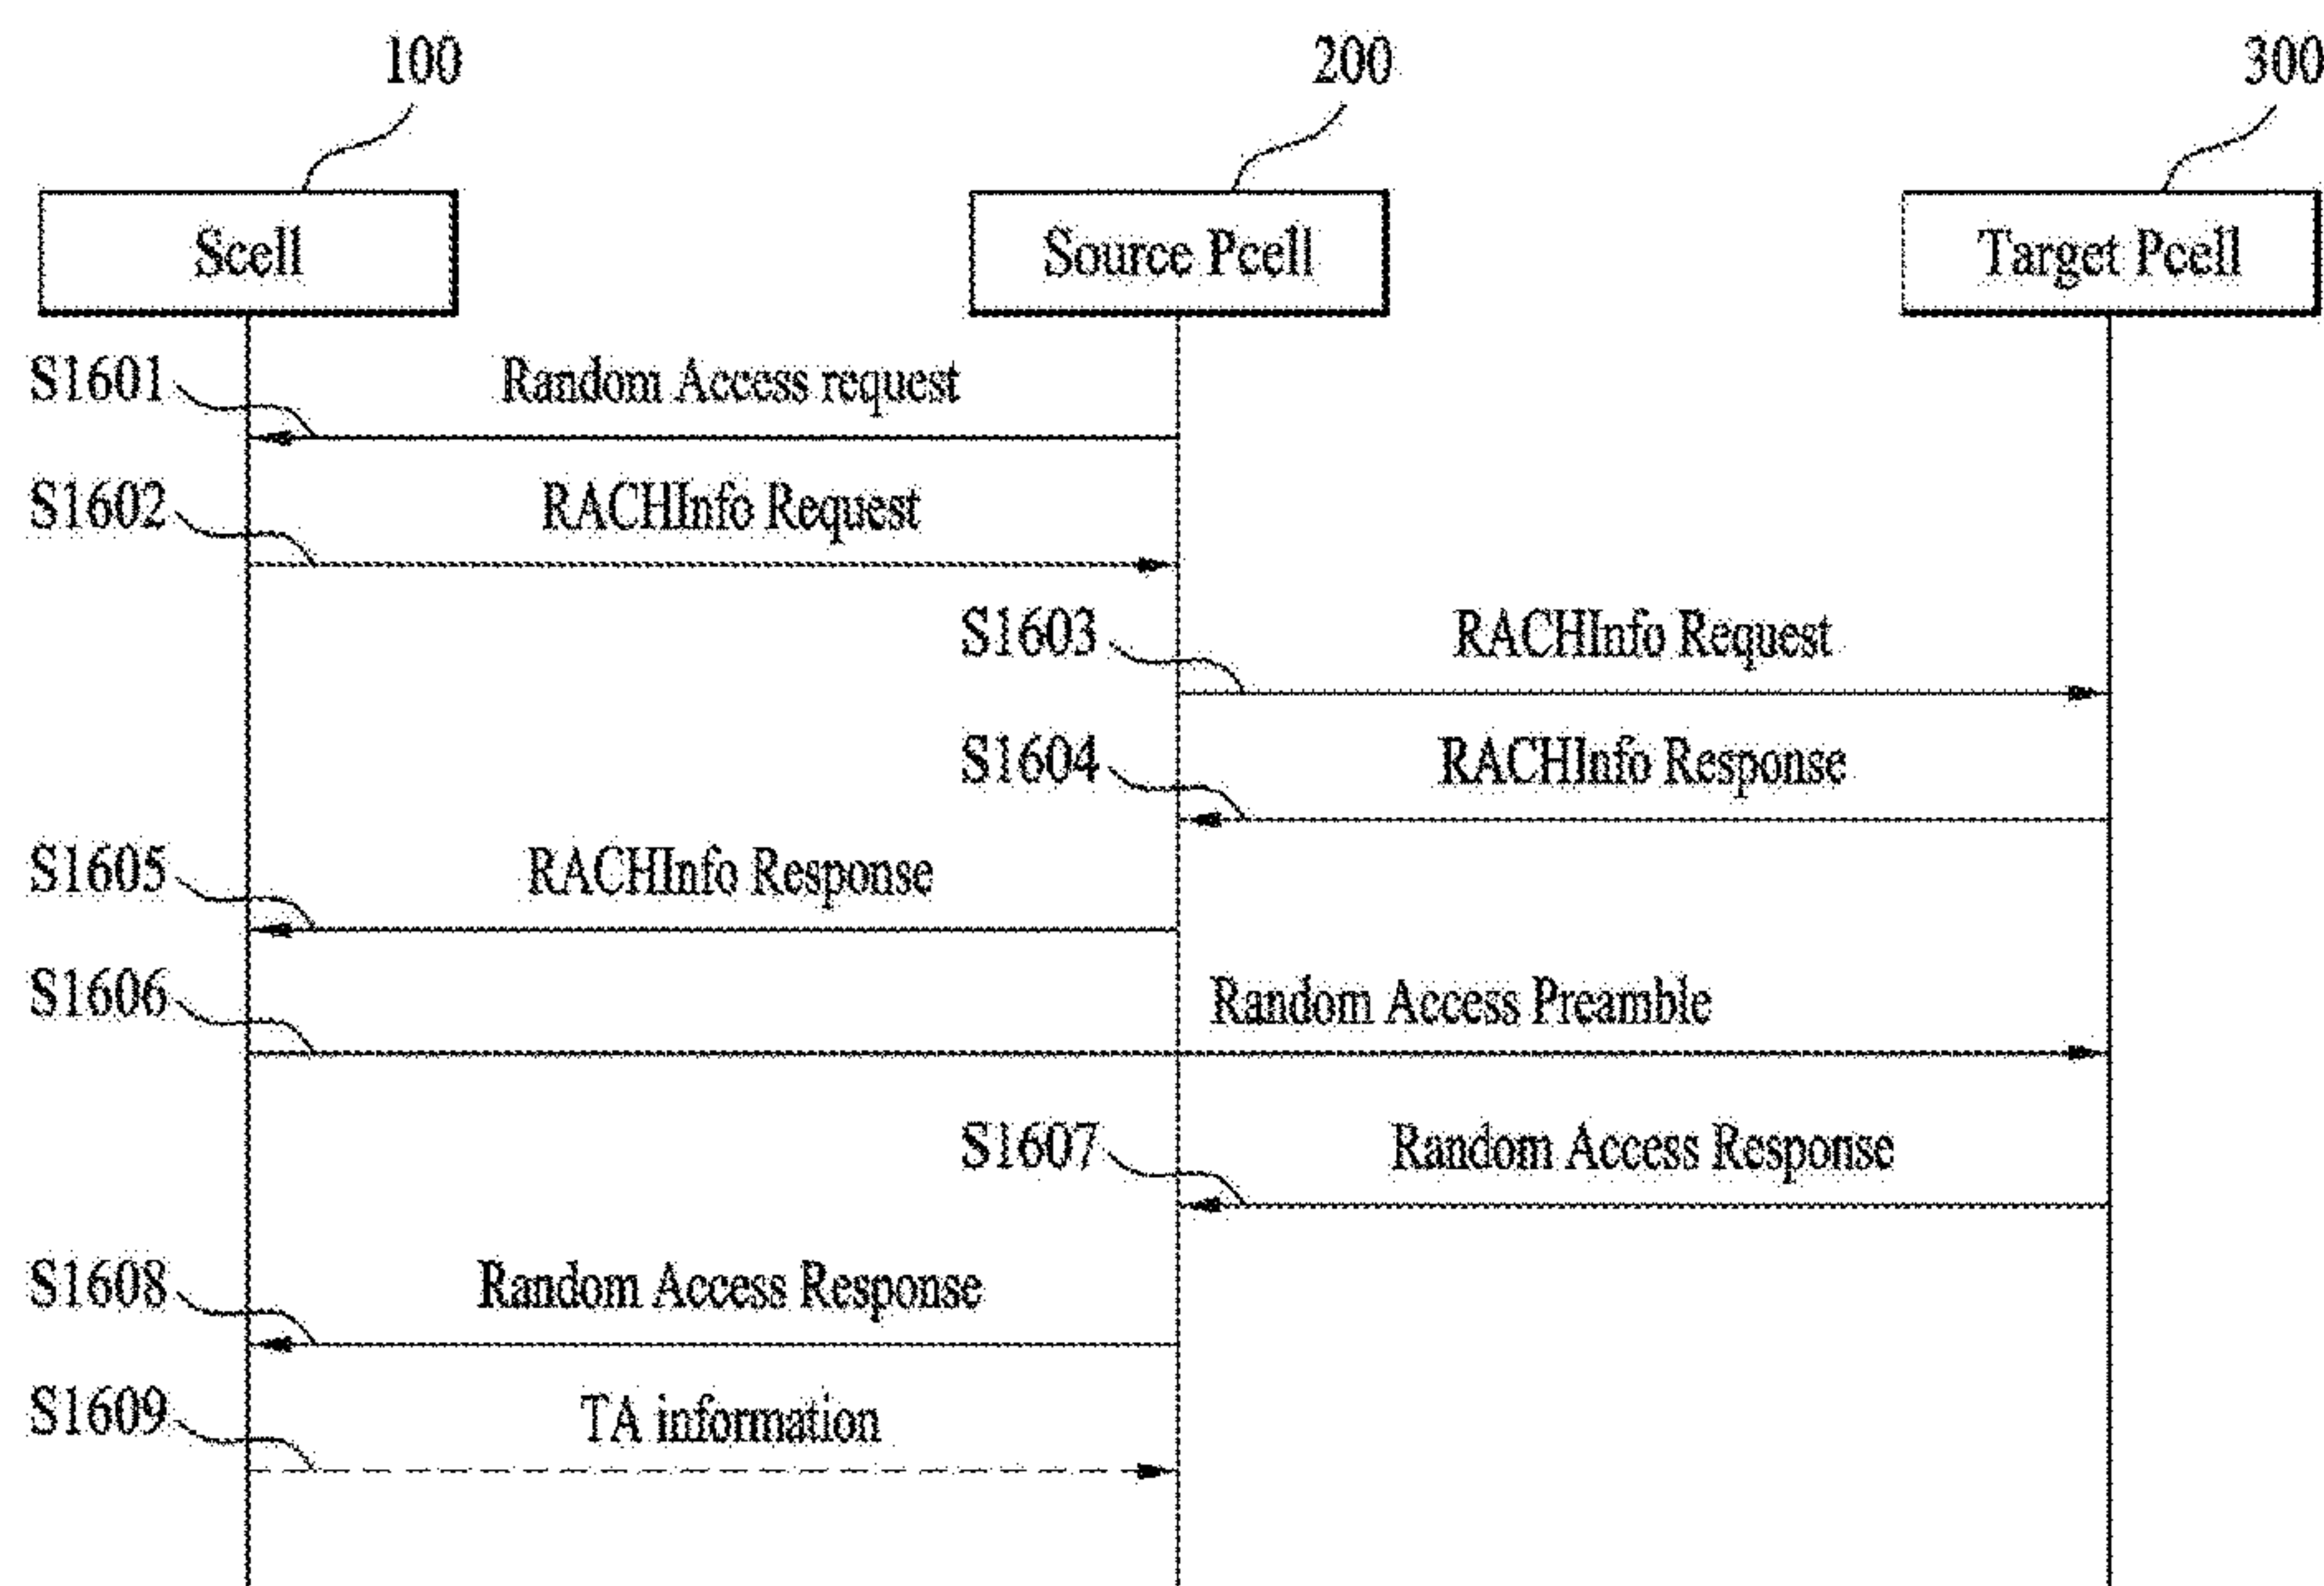 100
200
300
Scell
Source Pcell
Target Pcell
S1601
Random Access request
S1602
RACHInfo Request
S1603
RACHInfo Request
S1604
RACHInfo Response
S1605
RACHInfo Response
S1606
Random Access Preamble
S1607
Random Access Response
S1608
Random Access Response
S1609
TA information